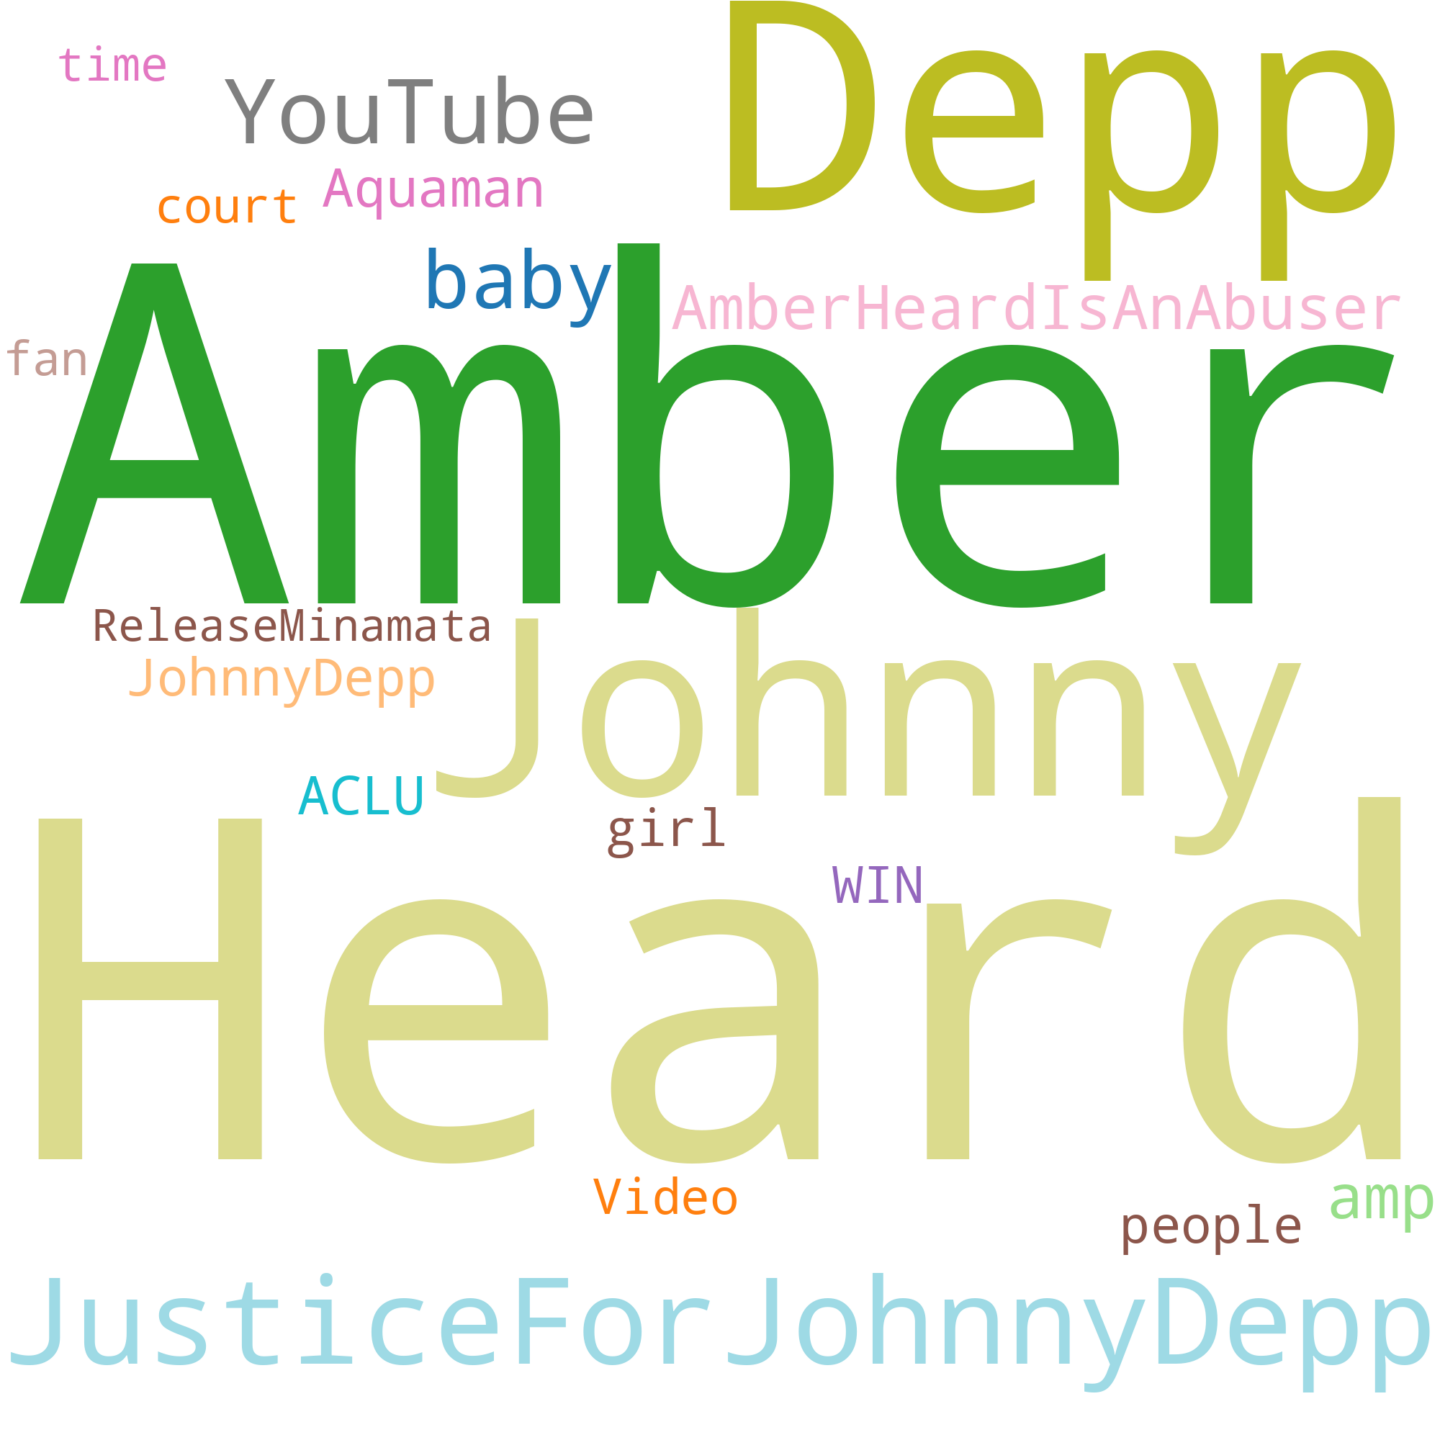 Depp
time
YouTube
Aquaman
court
baby
AmberHeardIsAnAbuser
fan
Amber
ReleaseMinamata
JohnnyDepp
Johnny
ACLU
girl
WIN
Heard
Video
amp
people
JusticeForJohnnyDepp